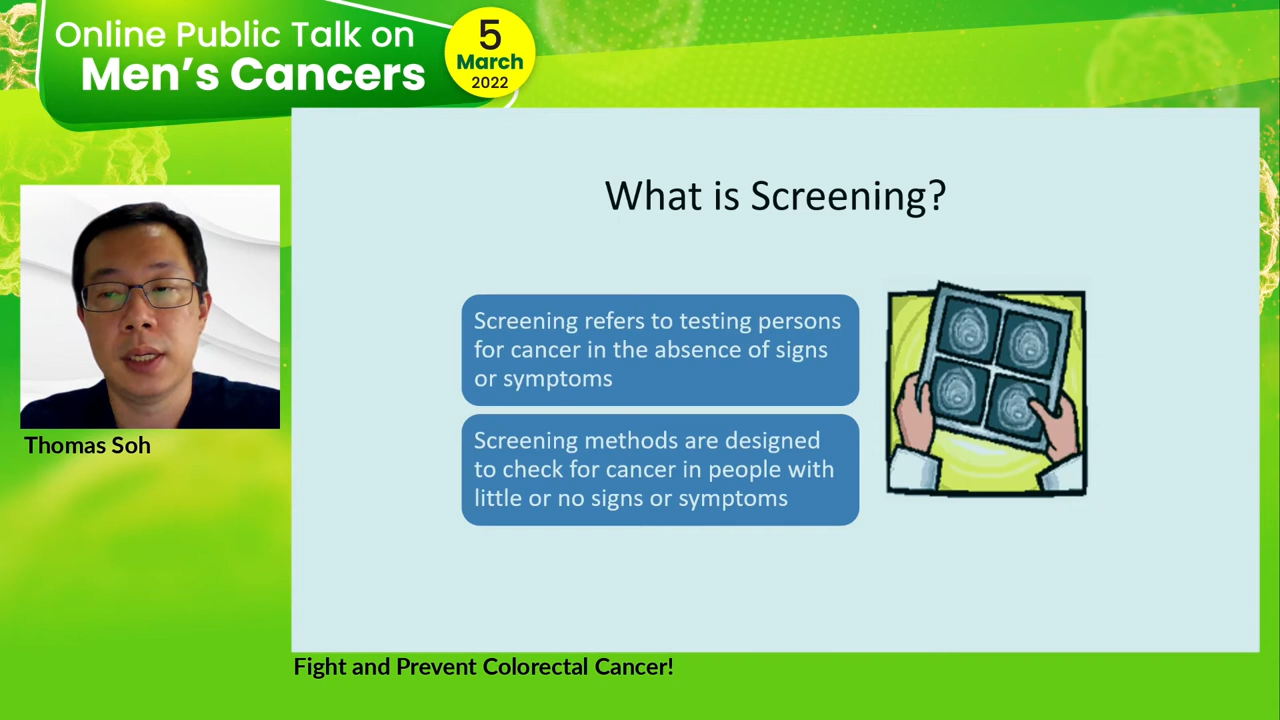 Online Public Talk on
Men's Cancers
5
March
2022
What is Screening?
Screening refers to testing persons
for cancer in the absence of signs
or symptoms
Screening methods are designed
to check for cancer in people with
little or no signs or symptoms
Thomas Soh
Fight and Prevent Colorectal Cancer!